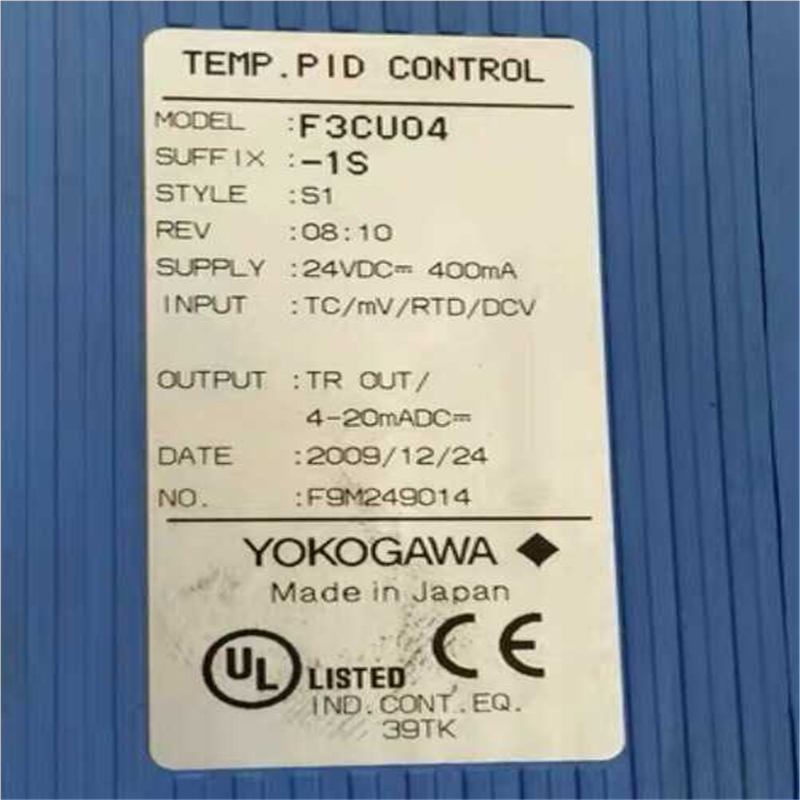 TEMP.PID CONTROL
MODEL :F3CU04
SUFFIX :-1S
STYLE :S1
REV :08:10
SUPPLY :24VDC⎓ 400mA
INPUT :TC/mV/RTD/DCV
OUTPUT :TR OUT/
4-20mADC⎓
DATE :2009/12/24
NO. :F9M249014
YOKOGAWA ◆
Made in Japan
UL LISTED CE
IND.CONT.EQ.
39TK